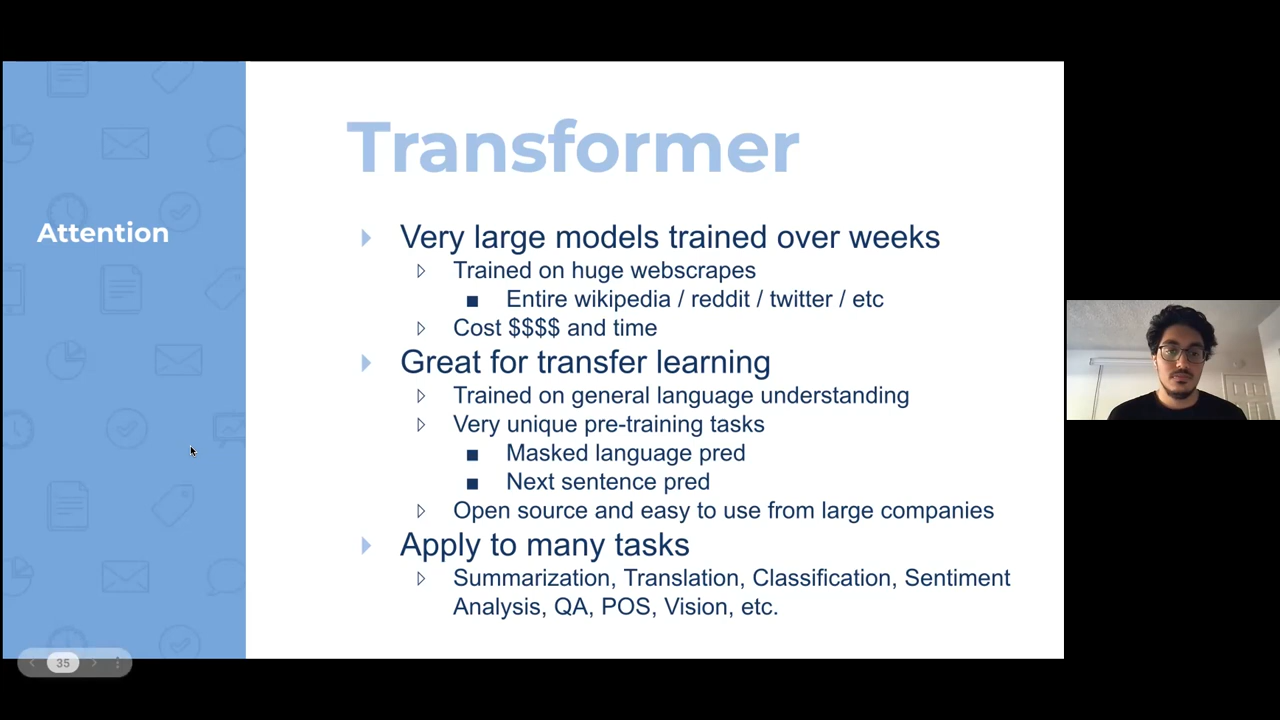 Transformer
Attention
Very large models trained over weeks
Trained on huge webscrapes
Entire wikipedia / reddit / twitter / etc
Cost $$$$ and time
Great for transfer learning
Trained on general language understanding
Very unique pre-training tasks
Masked language pred
Next sentence pred
Open source and easy to use from large companies
Apply to many tasks
Summarization, Translation, Classification, Sentiment
Analysis, QA, POS, Vision, etc.
35